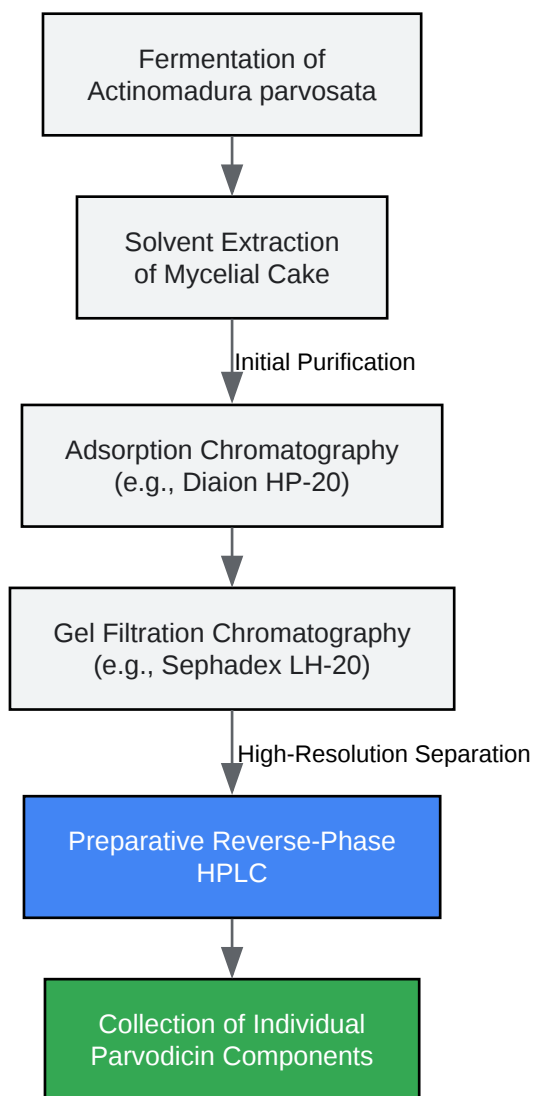 Fermentation of
Actinomadura parvosata
Solvent Extraction
of Mycelial Cake
Initial Purification
Adsorption Chromatography
(e.g., Diaion HP-20)
Gel Filtration Chromatography
(e.g., Sephadex LH-20)
High-Resolution Separation
Preparative Reverse-Phase
HPLC
Collection of Individual
Parvodicin Components